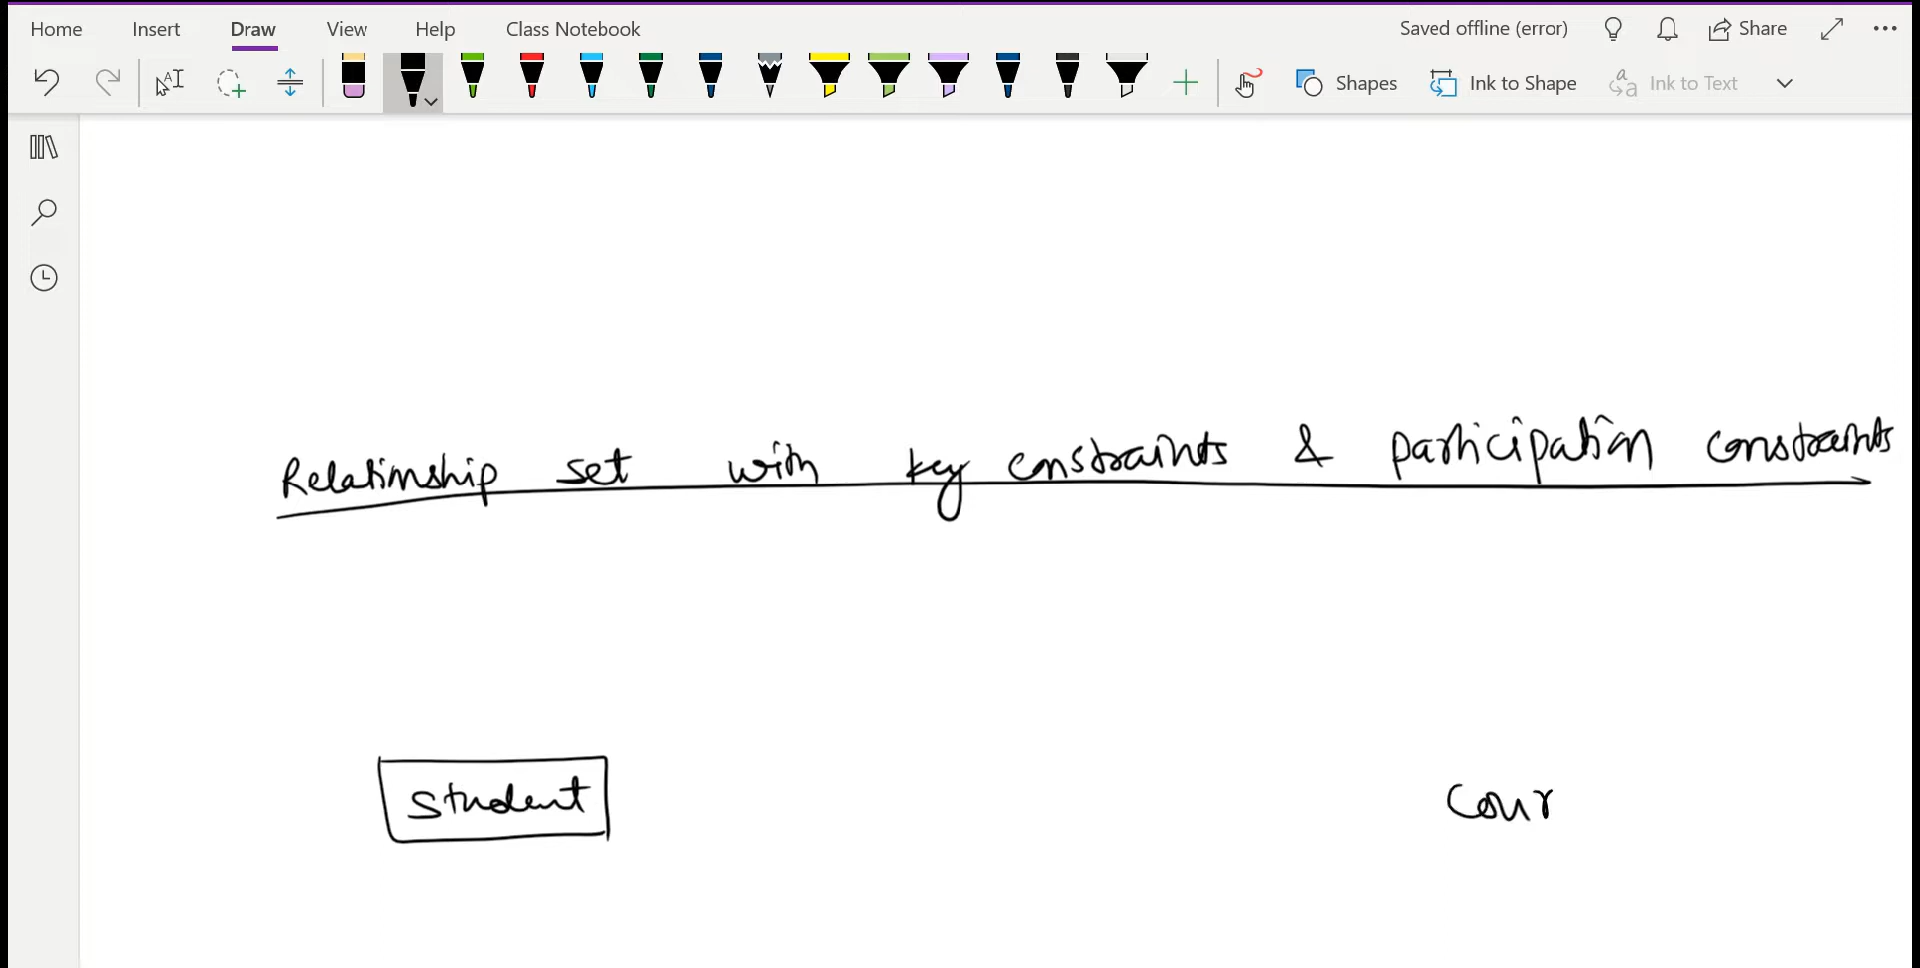 Home Insert Draw View Help Class Notebook Saved offline (error) Share
Shapes Ink to Shape Ink to Text
Relationship set with key constraints & participation constraints
Student Cour